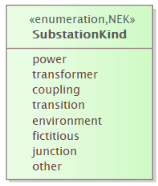 «enumeration,NEK»
SubstationKind
power
transformer
coupling
transition
environment
fictitious
junction
other